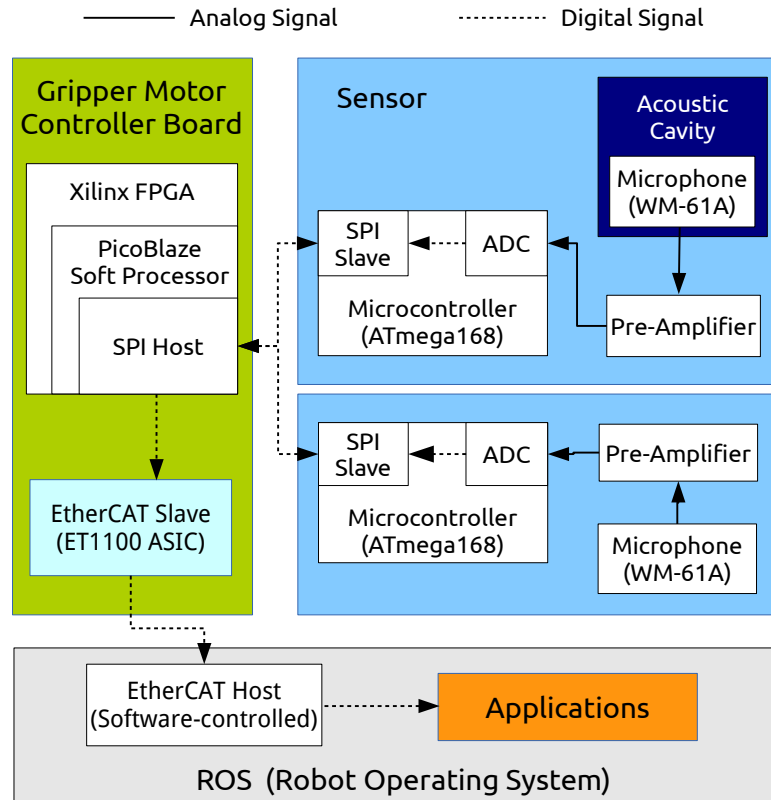 Analog Signal
Digital Signal
Gripper Motor
Controller Board
Xilinx FPGA
PicoBlaze
Soft Processor
SPI Host
EtherCAT Slave
(ET1100 ASIC)
Sensor
Acoustic
Cavity
Microphone
(WM-61A)
SPI
Slave
ADC
Microcontroller
(ATmega168)
Pre-Amplifier
SPI
Slave
ADC
Microcontroller
(ATmega168)
Pre-Amplifier
Microphone
(WM-61A)
EtherCAT Host
(Software-controlled)
Applications
ROS (Robot Operating System)